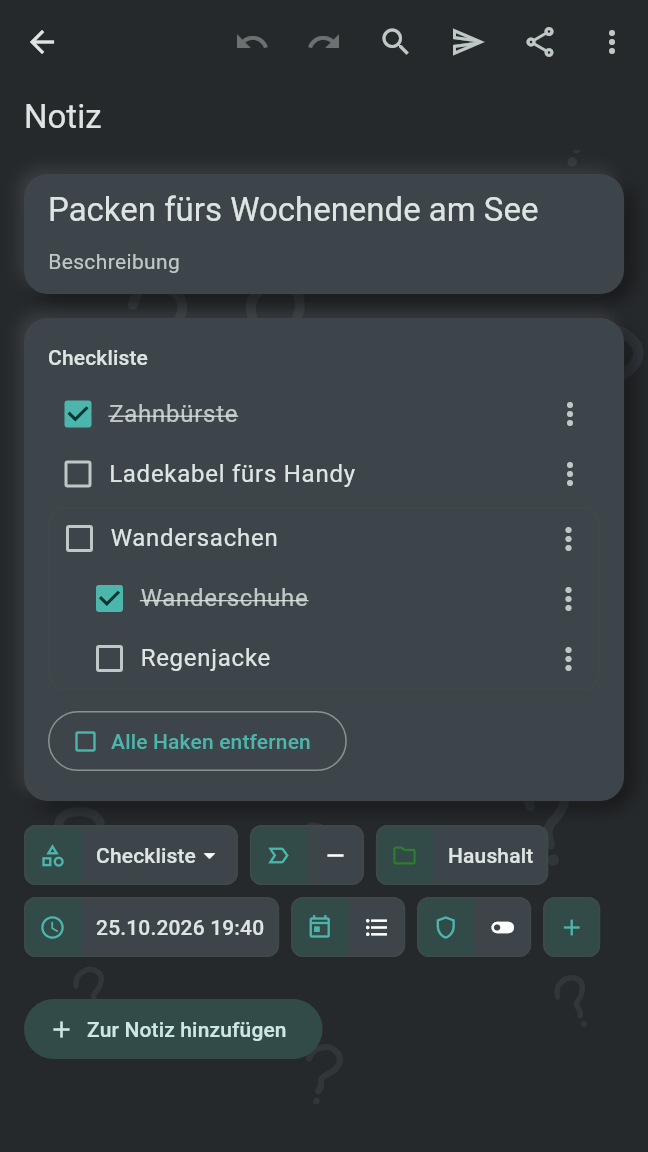 Notiz
Packen fürs Wochenende am See
Beschreibung
Checkliste
Zahnbürste
Ladekabel fürs Handy
Wandersachen
Wanderschuhe
Regenjacke
Alle Haken entfernen
Checkliste
Haushalt
25.10.2026 19:40
Zur Notiz hinzufügen